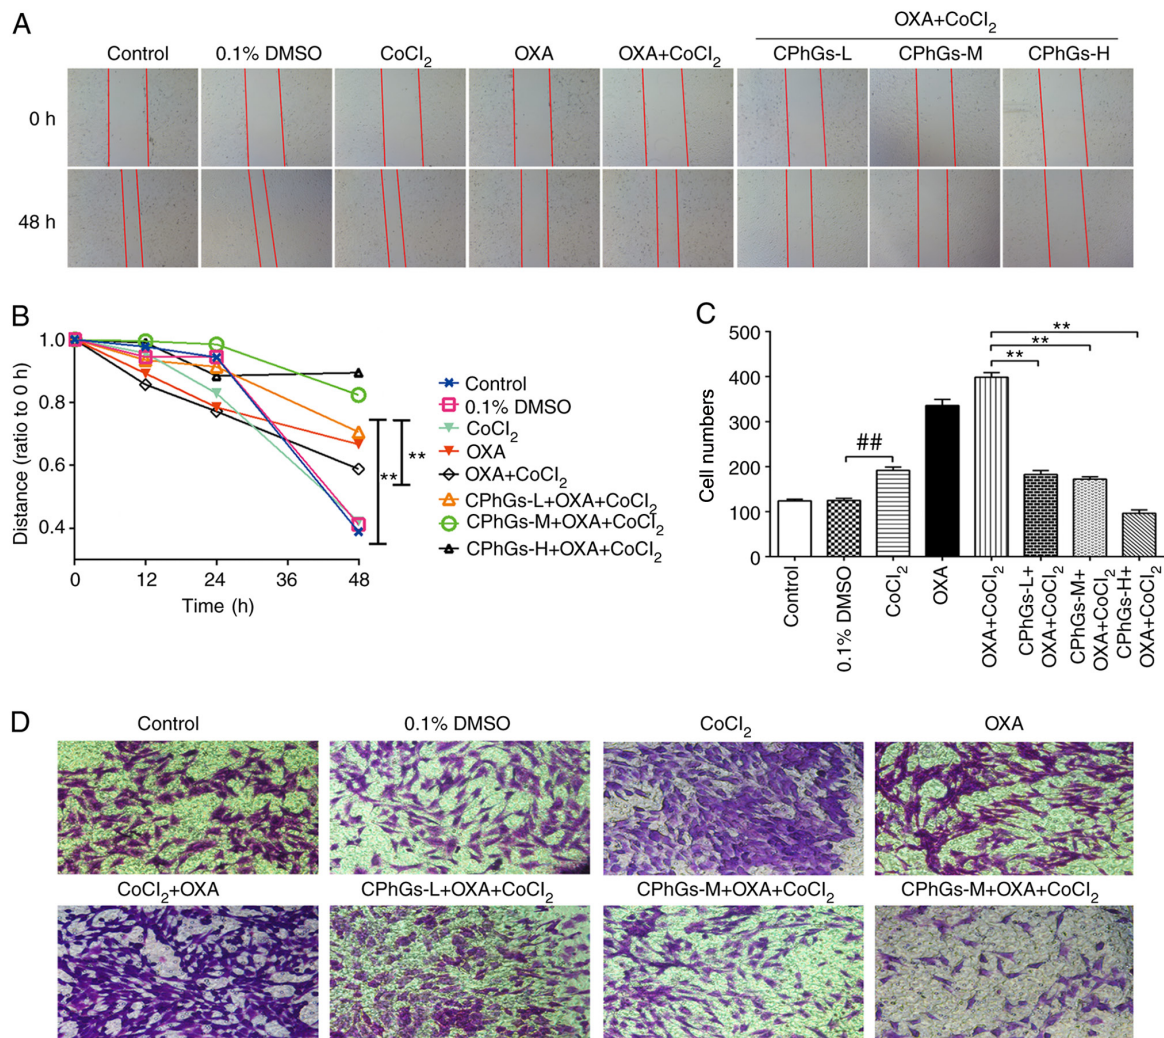 A
OXA+CoCl2
Control 0.1% DMSO CoCl2 OXA OXA+CoCl2 CPhGs-L CPhGs-M CPhGs-H
0 h
48 h
B
1.0
0.8
0.6
0.4
0 12 24 36 48
Time (h)
Distance (ratio to 0 h)
Control
0.1% DMSO
CoCl2
OXA
OXA+CoCl2
CPhGs-L+OXA+CoCl2
CPhGs-M+OXA+CoCl2
CPhGs-H+OXA+CoCl2
**
**
C
500
400
300
200
100
0
Cell numbers
##
**
**
**
Control
0.1% DMSO
CoCl2
OXA
OXA+CoCl2
CPhGs-L+
OXA+CoCl2
CPhGs-M+
OXA+CoCl2
CPhGs-H+
OXA+CoCl2
D
Control 0.1% DMSO CoCl2 OXA
CoCl2+OXA CPhGs-L+OXA+CoCl2 CPhGs-M+OXA+CoCl2 CPhGs-M+OXA+CoCl2